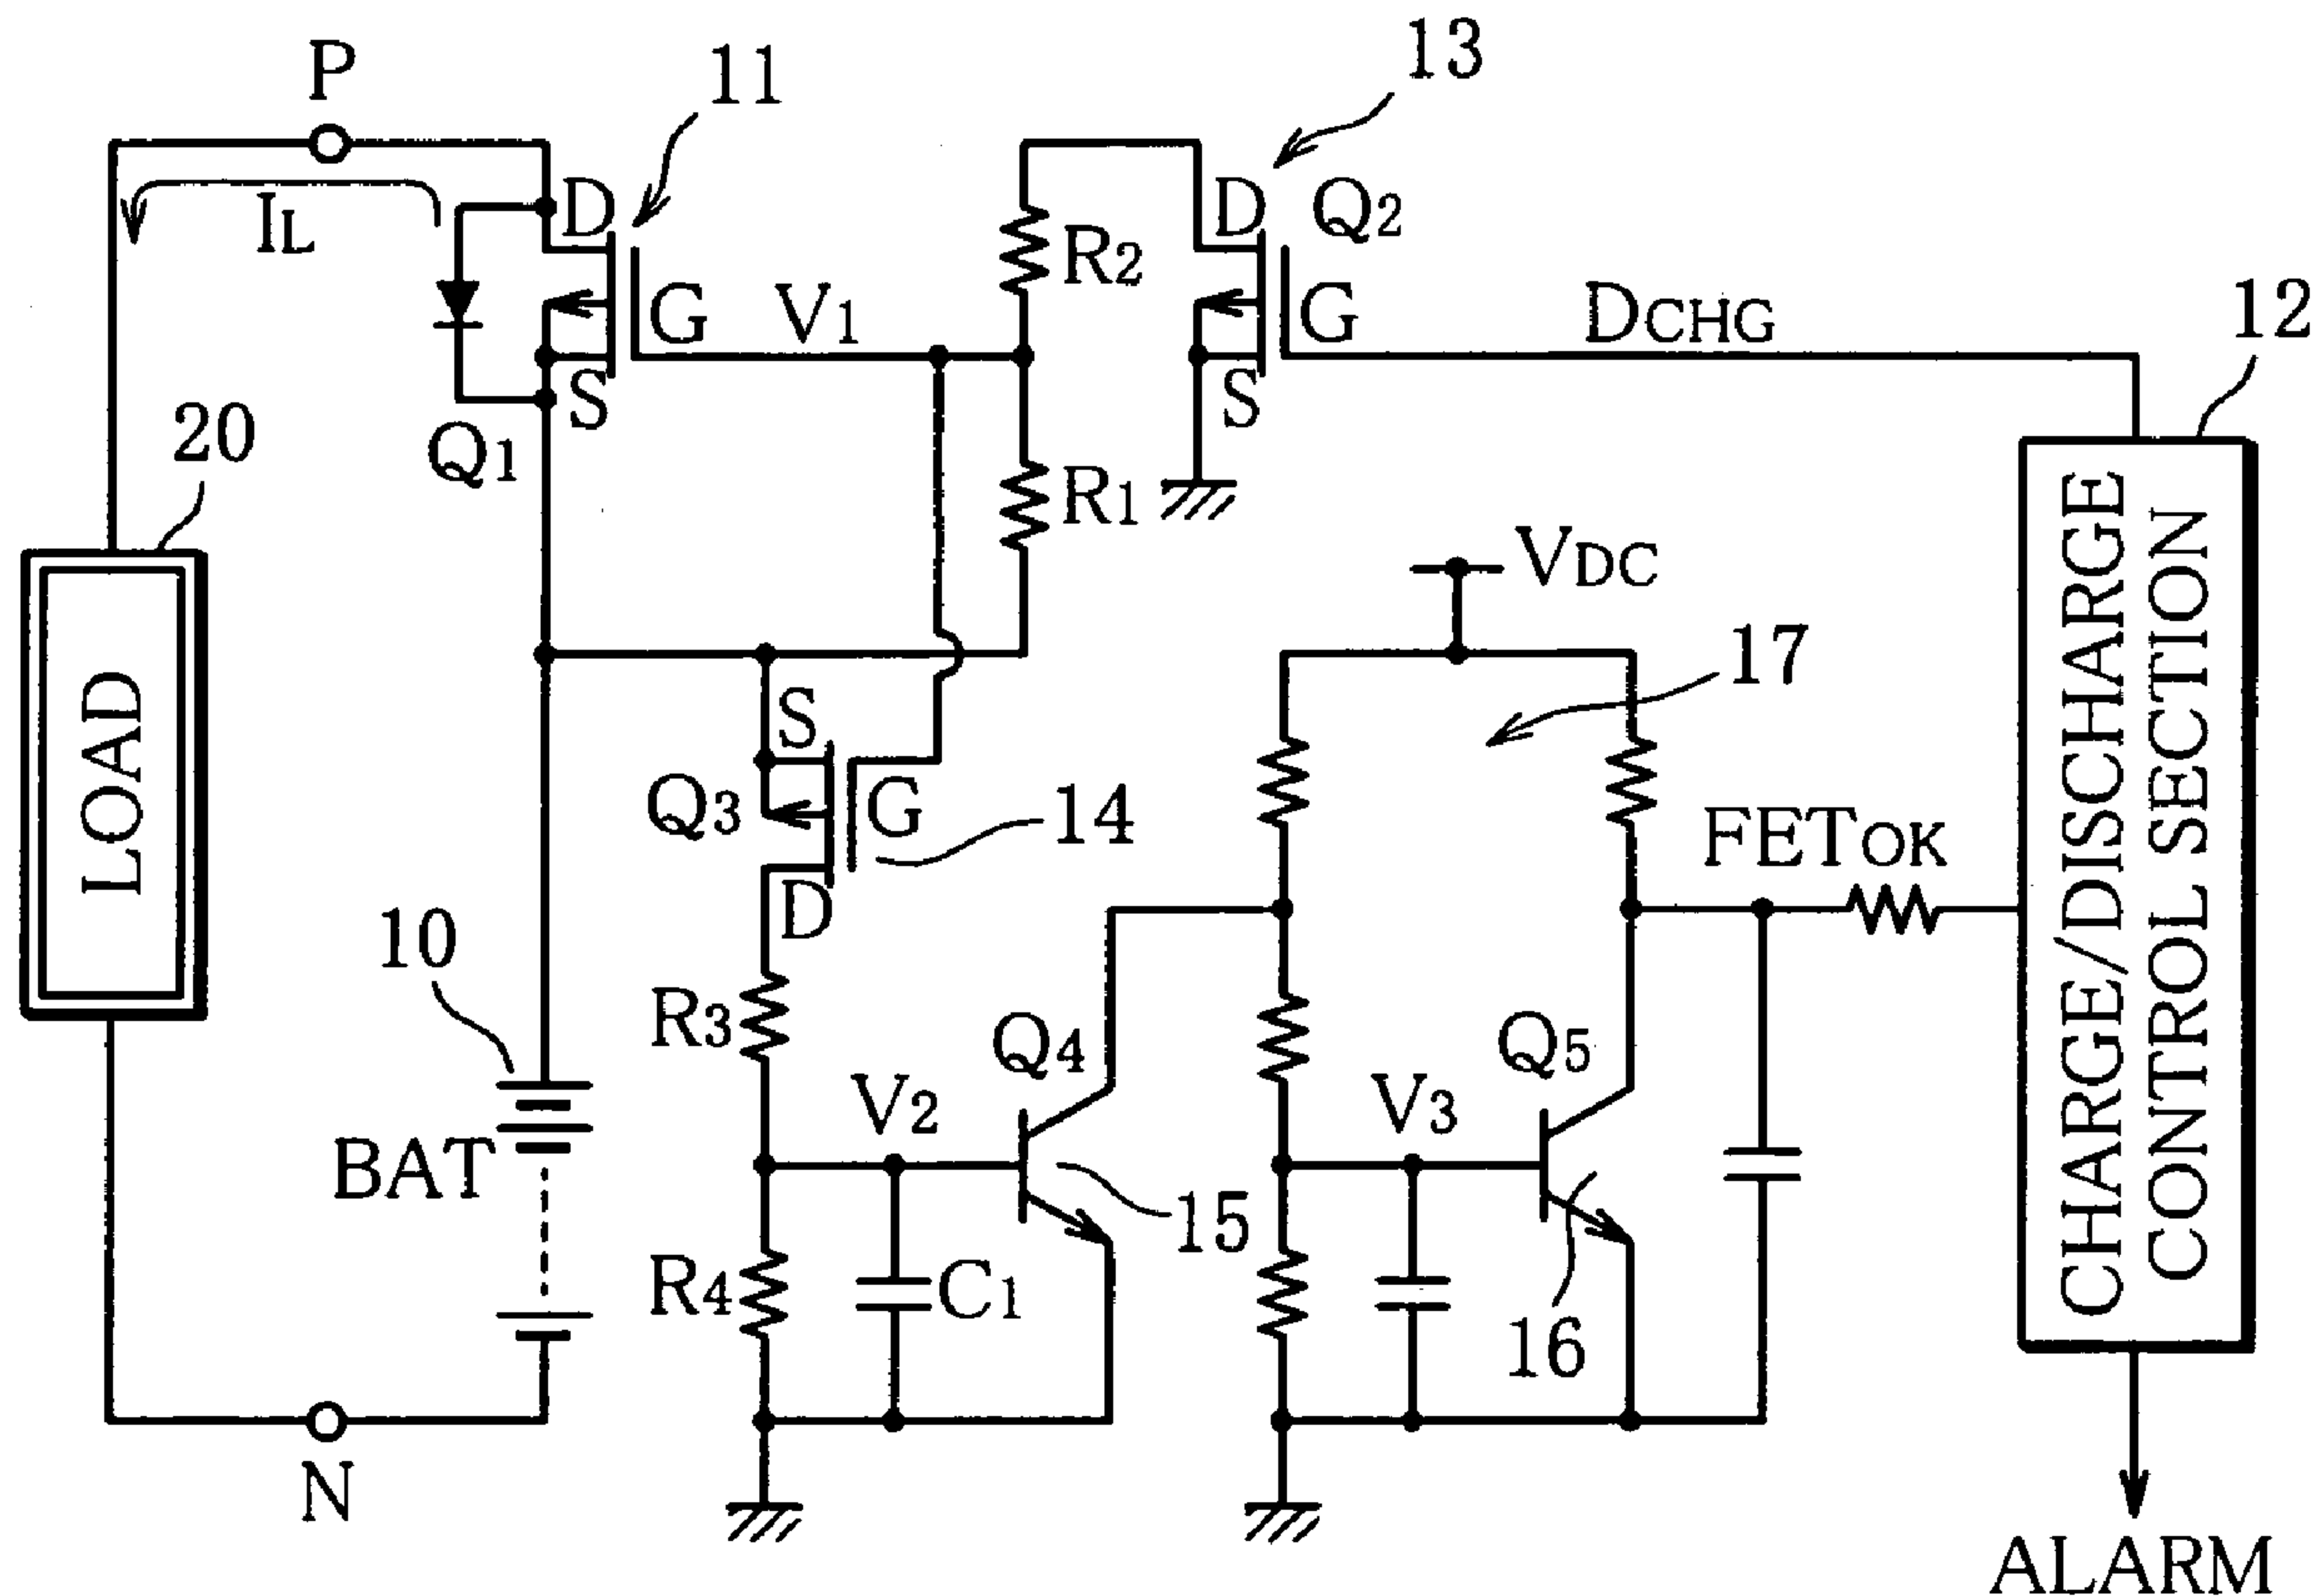 P
11
13
D
IL
G
V1
R2
D
Q2
G
DCHG
12
S
Q1
S
20
R1
VDC
17
LOAD
S
Q3
G
14
D
FETOK
CHARGE/DISCHARGE
CONTROL SECTION
10
R3
Q4
Q5
BAT
V2
V3
15
R4
C1
16
N
ALARM